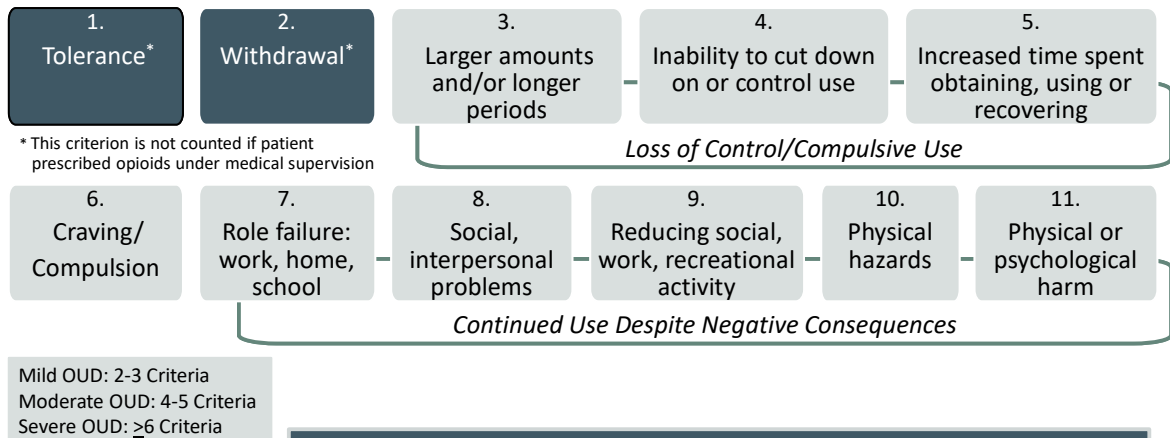 1.
Tolerance*
2.
Withdrawal*
3.
Larger amounts
and/or longer
periods
4.
Inability to cut down
on or control use
5.
Increased time spent
obtaining, using or
recovering
* This criterion is not counted if patient
prescribed opioids under medical supervision
Loss of Control/Compulsive Use
6.
Craving/
Compulsion
7.
Role failure:
work, home,
school
8.
Social,
interpersonal
problems
9.
Reducing social,
work, recreational
activity
10.
Physical
hazards
11.
Physical or
psychological
harm
Continued Use Despite Negative Consequences
Mild OUD: 2-3 Criteria
Moderate OUD: 4-5 Criteria
Severe OUD: >6 Criteria